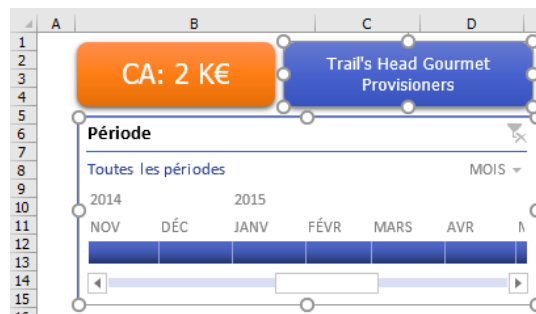 A B C D
1
2
3
4
5
6
7
8
9
10
11
12
13
14
15
CA: 2 K€
Trail's Head Gourmet
Provisioners
Période
Toutes les périodes MOIS
2014 2015
NOV DÉC JANV FÉVR MARS AVR